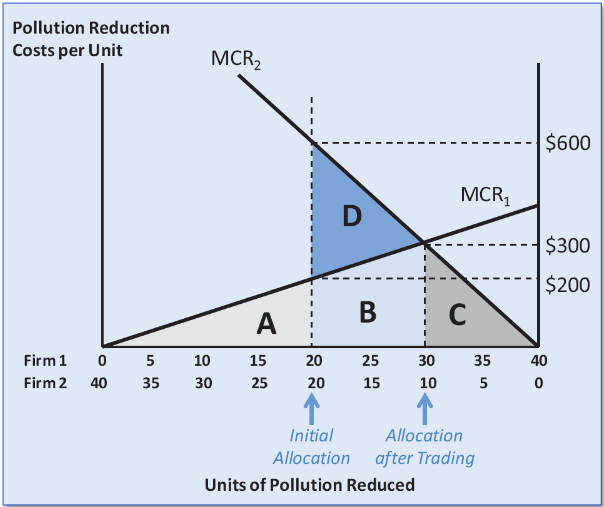 Pollution Reduction
Costs per Unit
MCR₂
$600
MCR₁
D
$300
$200
A
B
C
Firm 1 0 5 10 15 20 25 30 35 40
Firm 2 40 35 30 25 20 15 10 5 0
Initial
Allocation
Allocation
after Trading
Units of Pollution Reduced